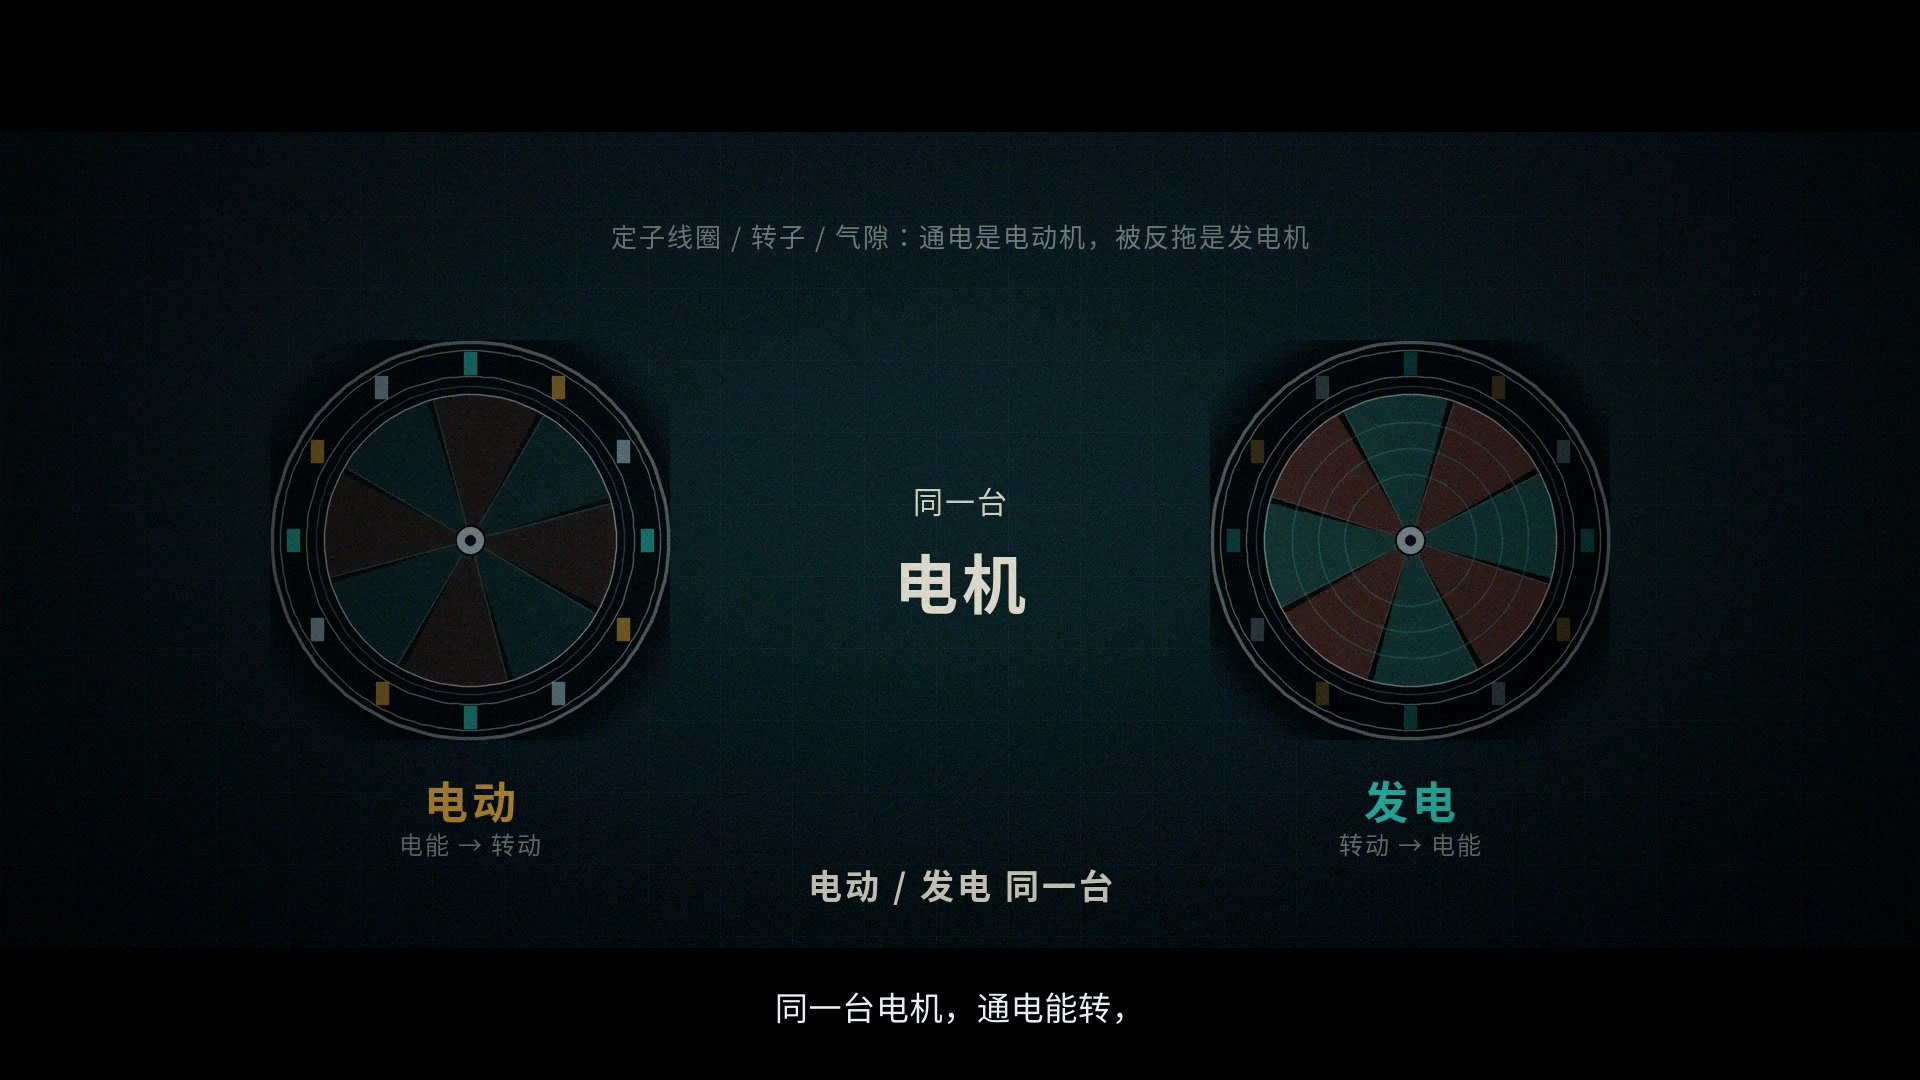 定子线圈 / 转子 / 气隙：通电是电动机，被反拖是发电机
同一台
电机
电动
电能 → 转动
发电
转动 → 电能
电动 / 发电 同一台
同一台电机，通电能转，